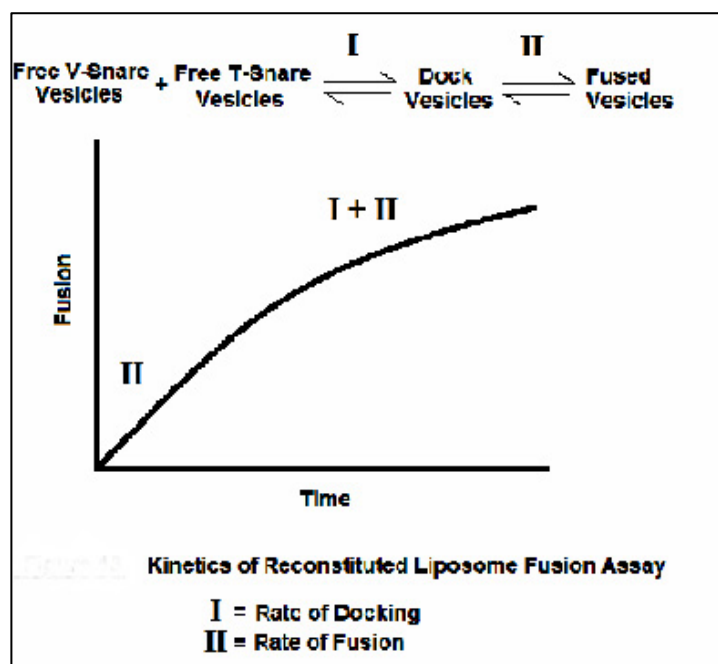 I II
Free V-Snare + Free T-Snare Dock Fused
Vesicles Vesicles Vesicles Vesicles
I + II
Fusion
II
Time
Kinetics of Reconstituted Liposome Fusion Assay
I = Rate of Docking
II = Rate of Fusion